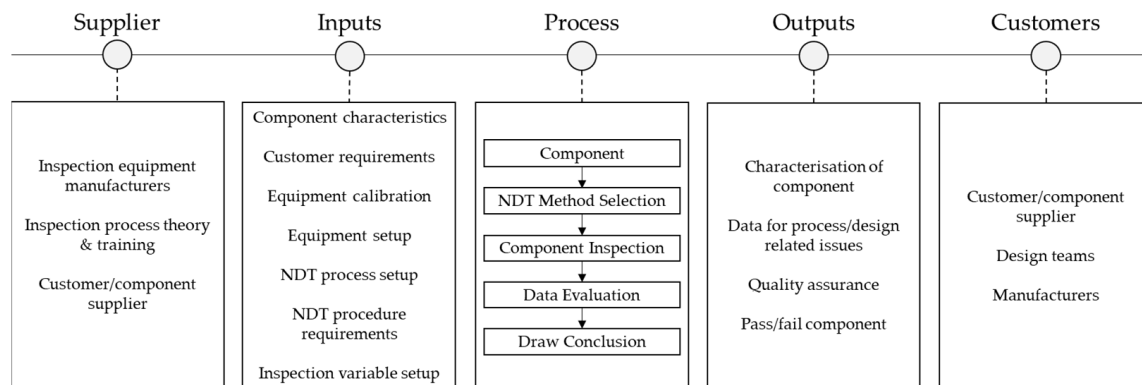 Supplier
Inputs
Process
Outputs
Customers
Inspection equipment
manufacturers
Inspection process theory
& training
Customer/component
supplier
Component characteristics
Customer requirements
Equipment calibration
Equipment setup
NDT process setup
NDT procedure
requirements
Inspection variable setup
Component
NDT Method Selection
Component Inspection
Data Evaluation
Draw Conclusion
Characterisation of
component
Data for process/design
related issues
Quality assurance
Pass/fail component
Customer/component
supplier
Design teams
Manufacturers